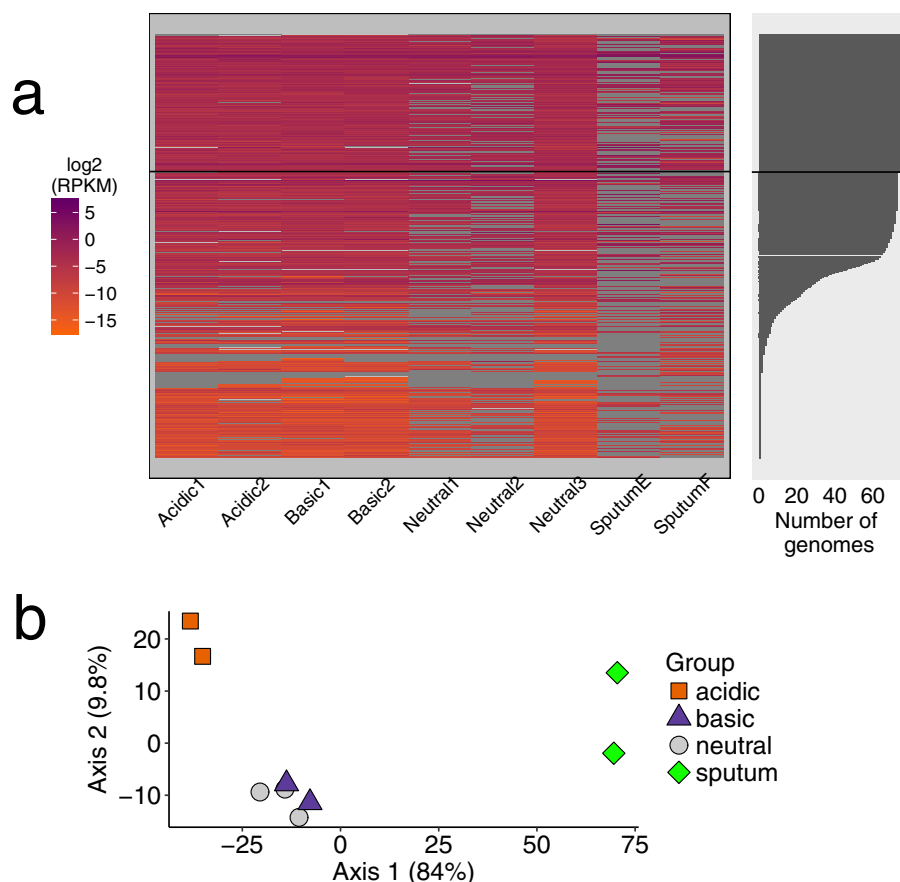 a
log2
(RPKM)
5
0
−5
−10
−15
Acidic1
Acidic2
Basic1
Basic2
Neutral1
Neutral2
Neutral3
SputumE
SputumF
0 20 40 60
Number of
genomes
b
Axis 2 (9.8%)
20
10
0
−10
−25 0 25 50 75
Axis 1 (84%)
Group
acidic
basic
neutral
sputum